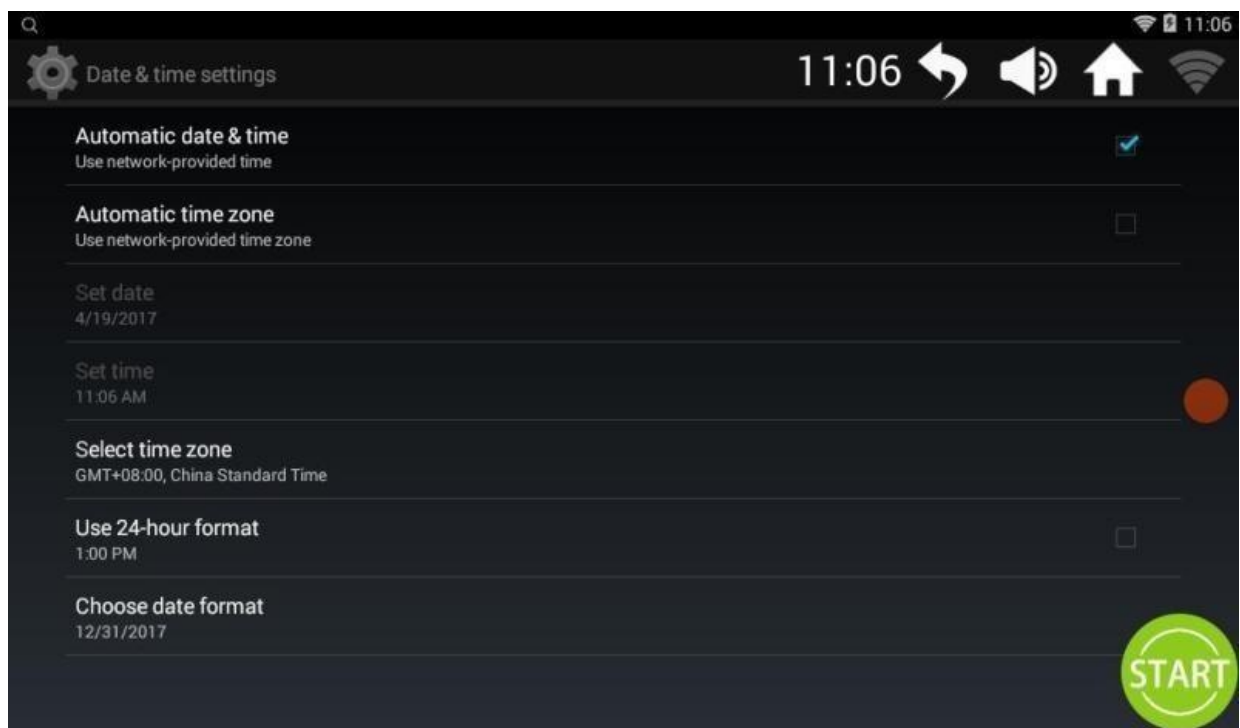 11:06
Date & time settings
11:06
Automatic date & time
Use network-provided time
Automatic time zone
Use network-provided time zone
Set date
4/19/2017
Set time
11:06 AM
Select time zone
GMT+08:00, China Standard Time
Use 24-hour format
1:00 PM
Choose date format
12/31/2017
START